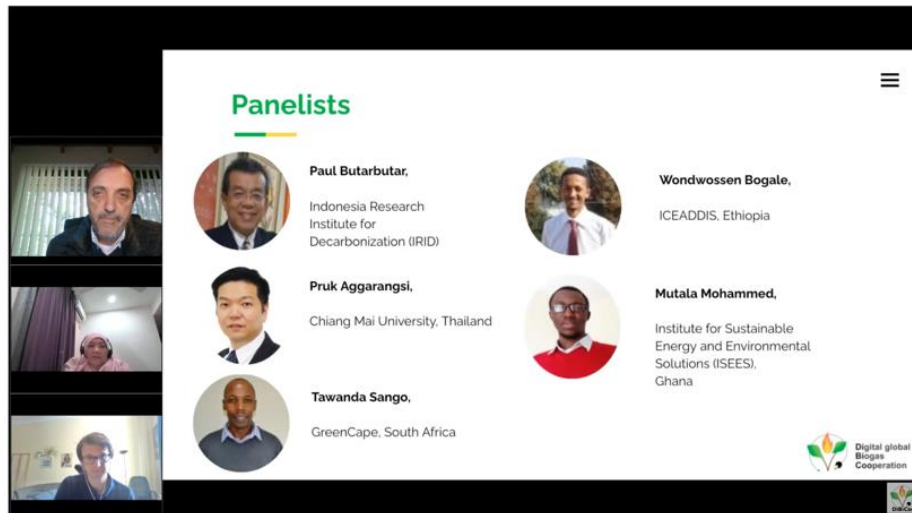 Panelists
Paul Butarbutar,
Indonesia Research
Institute for
Decarbonization (IRID)
Pruk Aggarangsi,
Chiang Mai University, Thailand
Tawanda Sango,
GreenCape, South Africa
Wondwossen Bogale,
ICEADDIS, Ethiopia
Mutala Mohammed,
Institute for Sustainable
Energy and Environmental
Solutions (ISEES),
Ghana
Digital global
Biogas
Cooperation
DiBiCoo